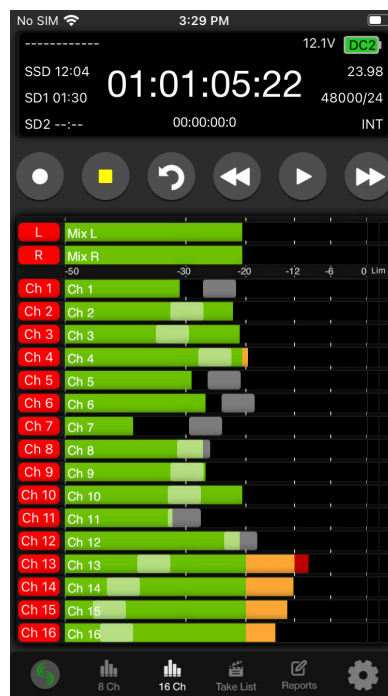 No SIM 3:29 PM
------------ 12.1V DC2
SSD 12:04 01:01:05:22 23.98
SD1 01:30 48000/24
SD2 --:-- 00:00:00:0 INT
L Mix L
R Mix R
-50 -30 -20 -12 -6 0 Lim
Ch 1 Ch 1
Ch 2 Ch 2
Ch 3 Ch 3
Ch 4 Ch 4
Ch 5 Ch 5
Ch 6 Ch 6
Ch 7 Ch 7
Ch 8 Ch 8
Ch 9 Ch 9
Ch 10 Ch 10
Ch 11 Ch 11
Ch 12 Ch 12
Ch 13 Ch 13
Ch 14 Ch 14
Ch 15 Ch 15
Ch 16 Ch 16
8 Ch 16 Ch Take List Reports